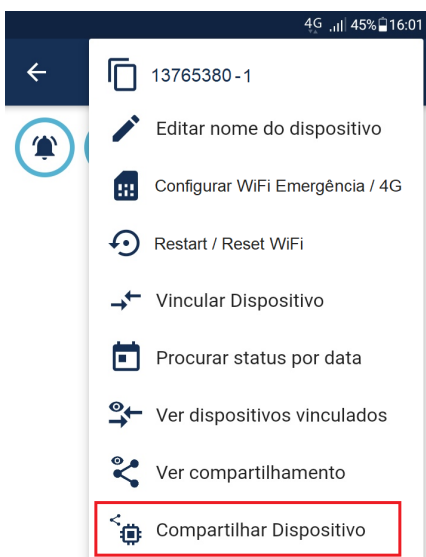 4G 45% 16:01
13765380-1
Editar nome do dispositivo
Configurar WiFi Emergência / 4G
Restart / Reset WiFi
Vincular Dispositivo
Procurar status por data
Ver dispositivos vinculados
Ver compartilhamento
Compartilhar Dispositivo